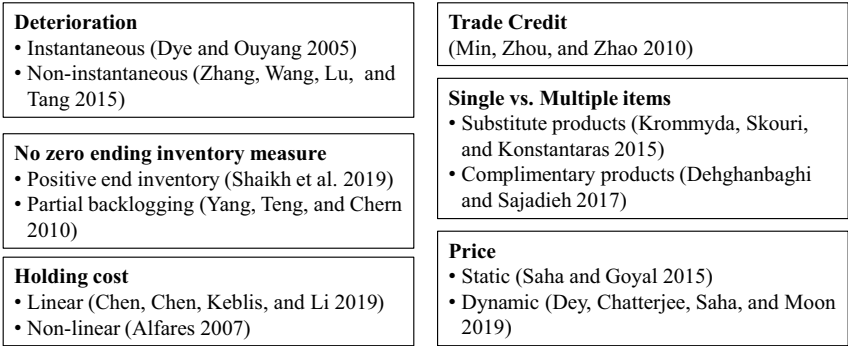 Deterioration
• Instantaneous (Dye and Ouyang 2005)
• Non-instantaneous (Zhang, Wang, Lu, and
Tang 2015)
No zero ending inventory measure
• Positive end inventory (Shaikh et al. 2019)
• Partial backlogging (Yang, Teng, and Chern
2010)
Holding cost
• Linear (Chen, Chen, Keblis, and Li 2019)
• Non-linear (Alfares 2007)
Trade Credit
(Min, Zhou, and Zhao 2010)
Single vs. Multiple items
• Substitute products (Krommyda, Skouri,
and Konstantaras 2015)
• Complimentary products (Dehghanbaghi
and Sajadieh 2017)
Price
• Static (Saha and Goyal 2015)
• Dynamic (Dey, Chatterjee, Saha, and Moon
2019)